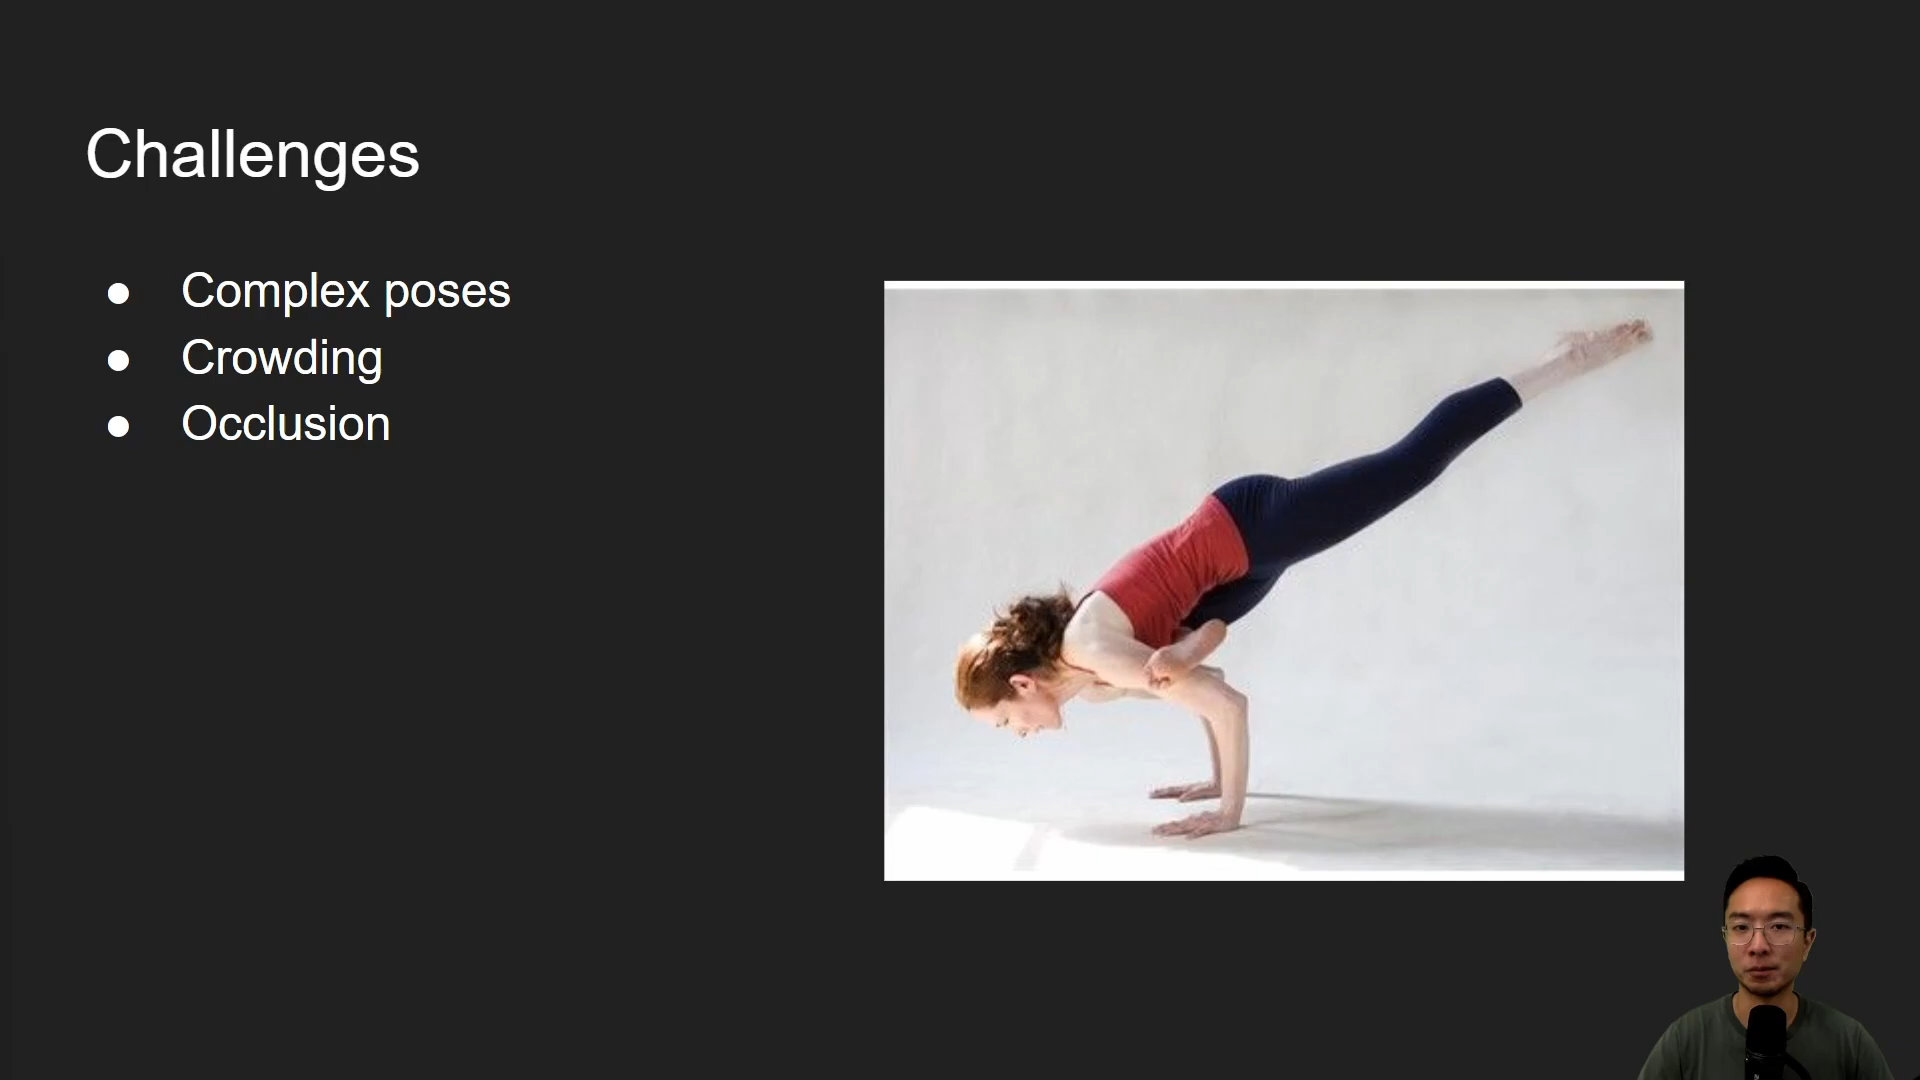 Challenges
● Complex poses
● Crowding
● Occlusion